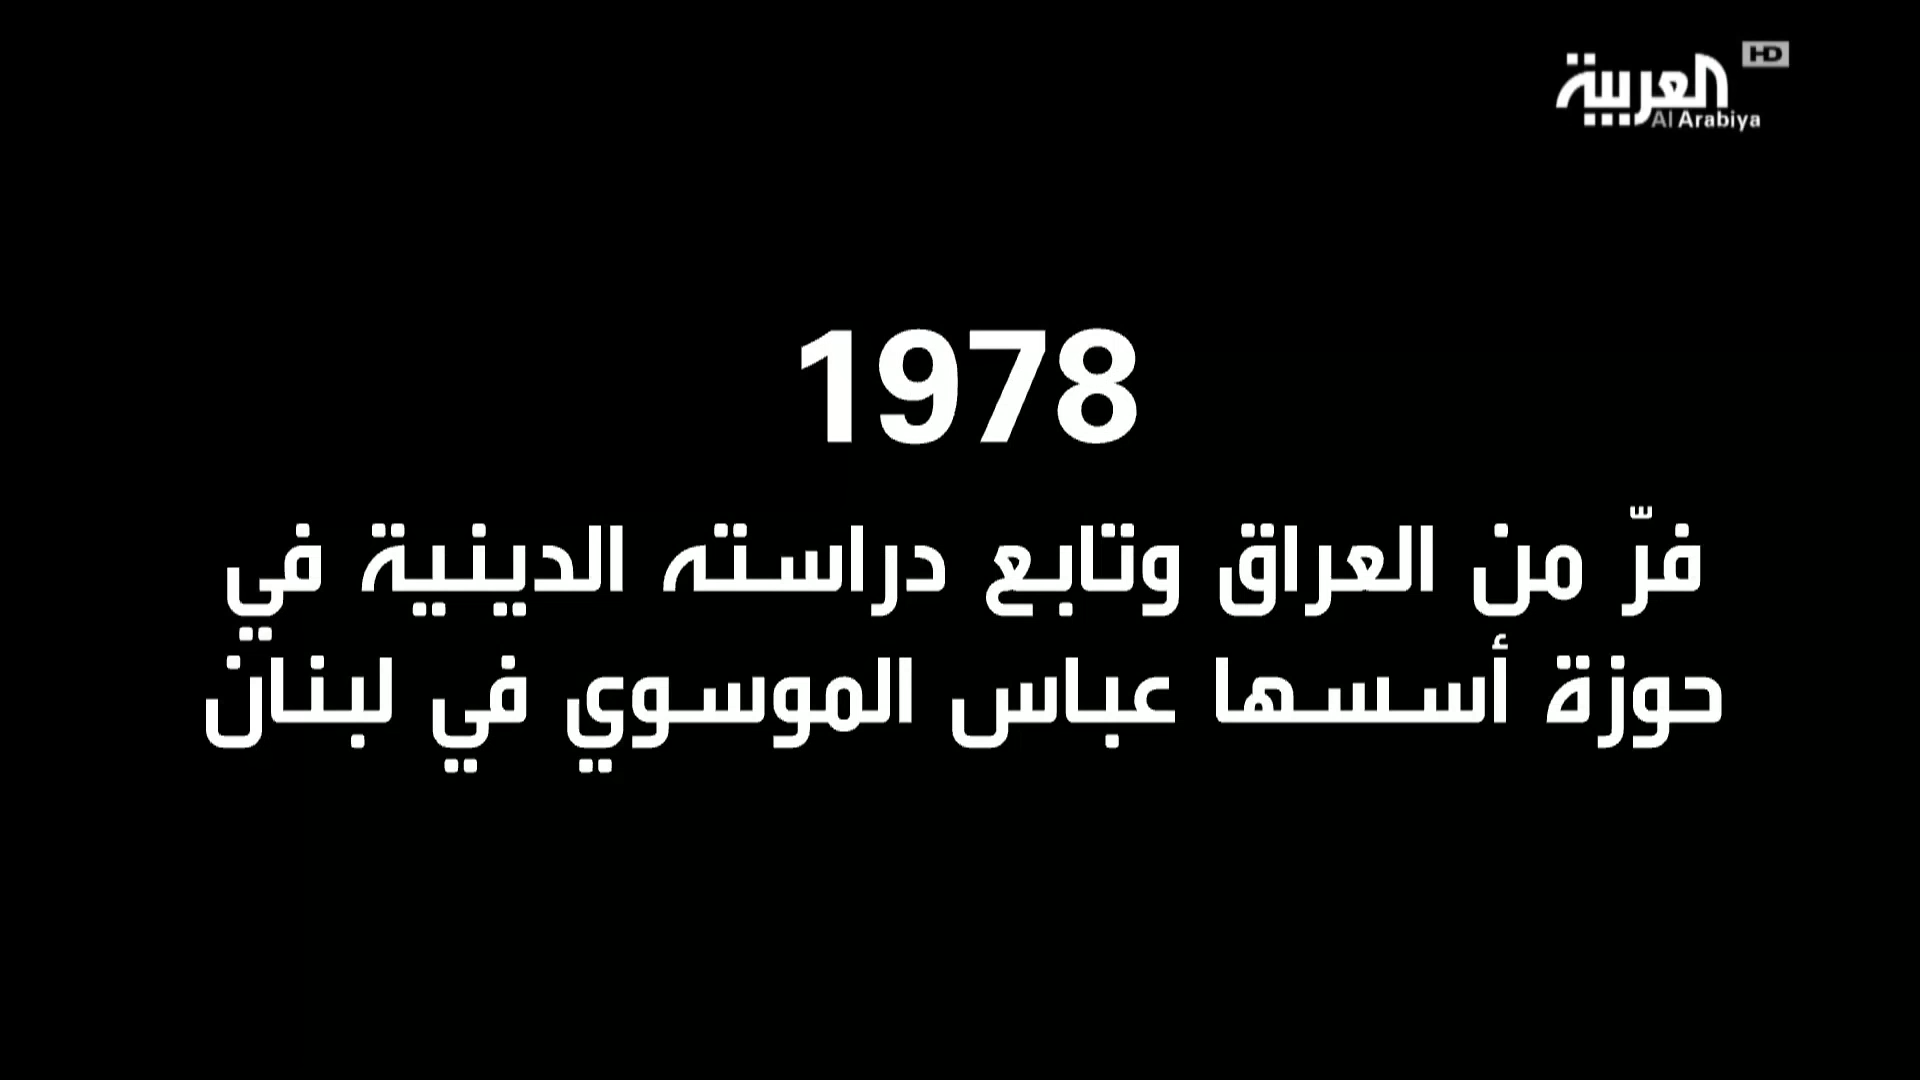 HD
العربية
Al Arabiya
1978
فرّ من العراق وتابع دراسته الدينية في
حوزة أسسها عباس الموسوي في لبنان